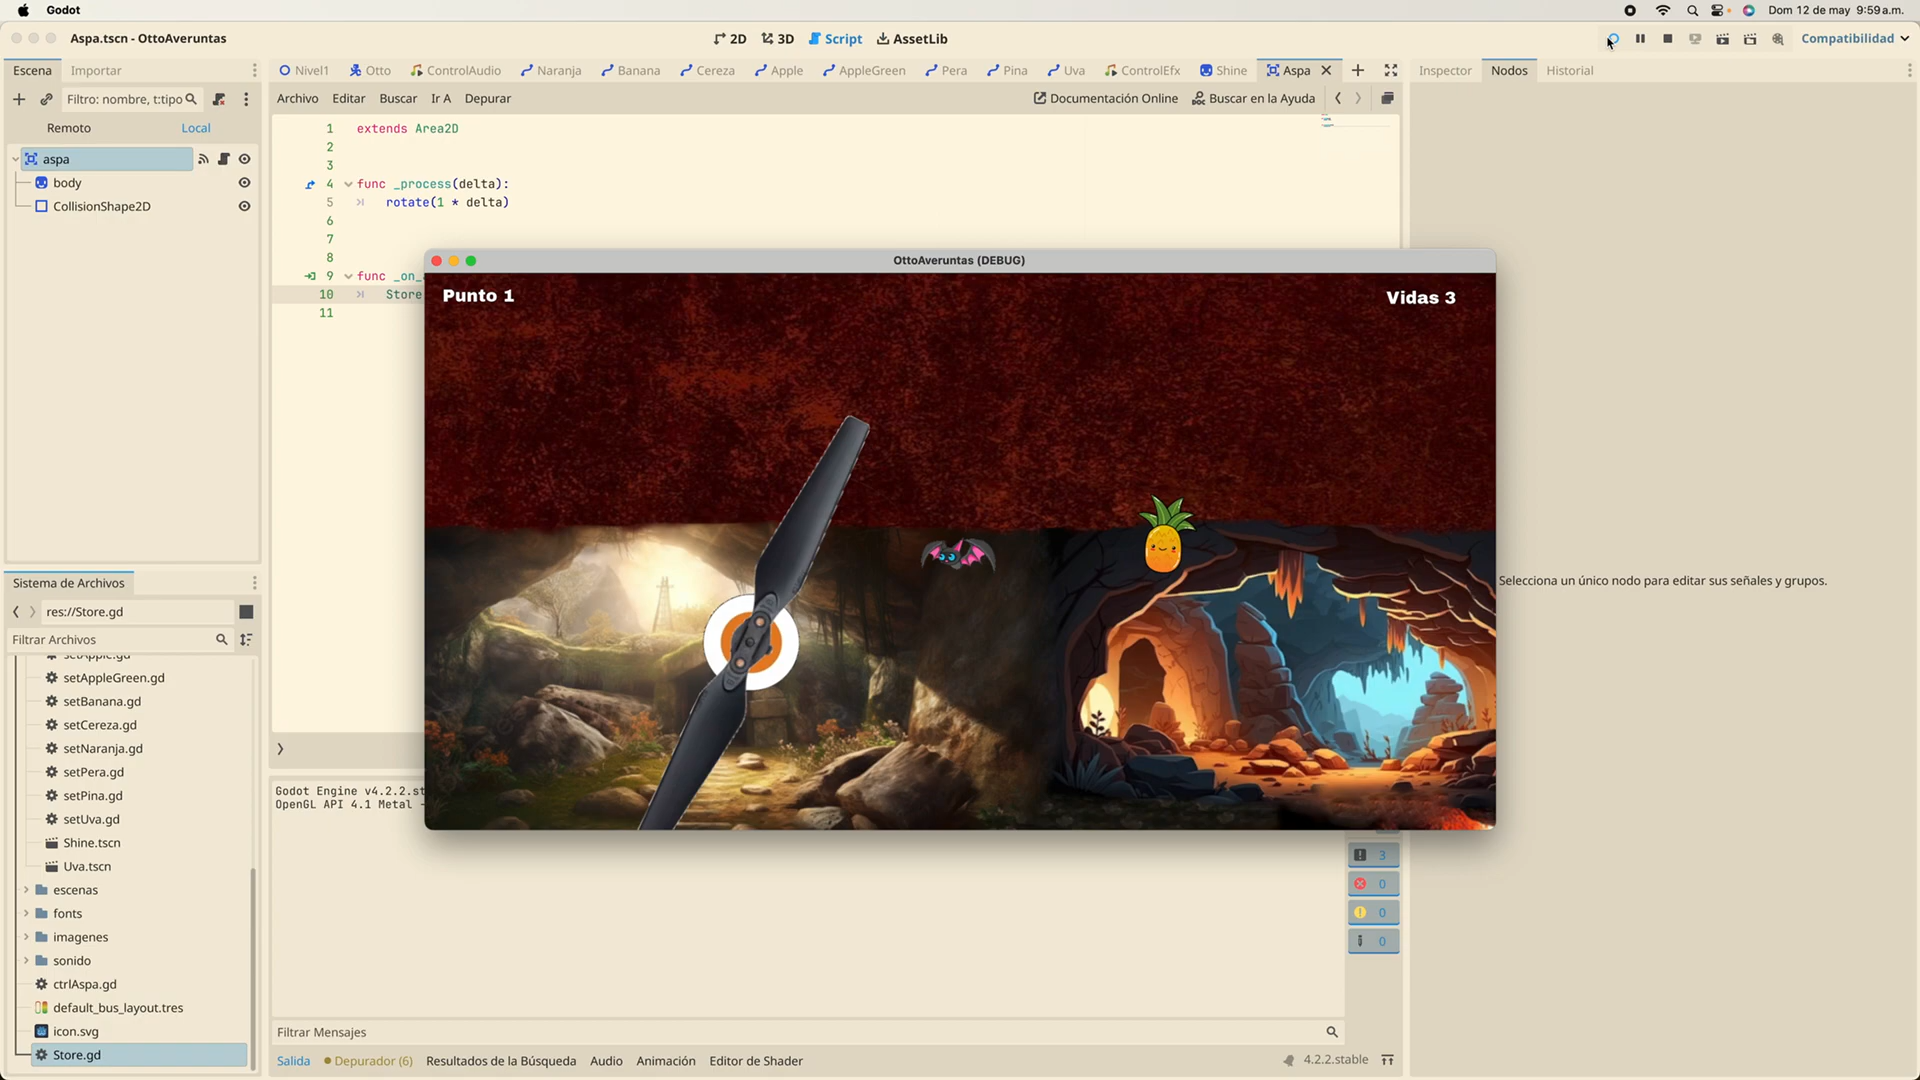 Godot
Dom 12 de may 9:59 a.m.
Aspa.tscn - OttoAveruntas
2D
3D
Script
AssetLib
Compatibilidad
Escena
Importar
Nivel1
Otto
ControlAudio
Naranja
Banana
Cereza
Apple
AppleGreen
Pera
Pina
Uva
ControlEfx
Shine
Aspa
Inspector
Nodos
Historial
Filtro: nombre, t:tipo
Archivo
Editar
Buscar
Ir A
Depurar
Documentación Online
Buscar en la Ayuda
Remoto
Local
1 extends Area2D
2
3
4 func _process(delta):
5 rotate(1 * delta)
6
7
8
9 func _on_
10 Store
11
aspa
body
CollisionShape2D
OttoAveruntas (DEBUG)
Punto 1
Vidas 3
Selecciona un único nodo para editar sus señales y grupos.
Sistema de Archivos
res://Store.gd
Filtrar Archivos
setApple.gd
setAppleGreen.gd
setBanana.gd
setCereza.gd
setNaranja.gd
setPera.gd
setPina.gd
setUva.gd
Shine.tscn
Uva.tscn
escenas
fonts
imagenes
sonido
ctrlAspa.gd
default_bus_layout.tres
icon.svg
Store.gd
Godot Engine v4.2.2.st
OpenGL API 4.1 Metal -
3
0
0
0
Filtrar Mensajes
Salida
Depurador (6)
Resultados de la Búsqueda
Audio
Animación
Editor de Shader
4.2.2.stable